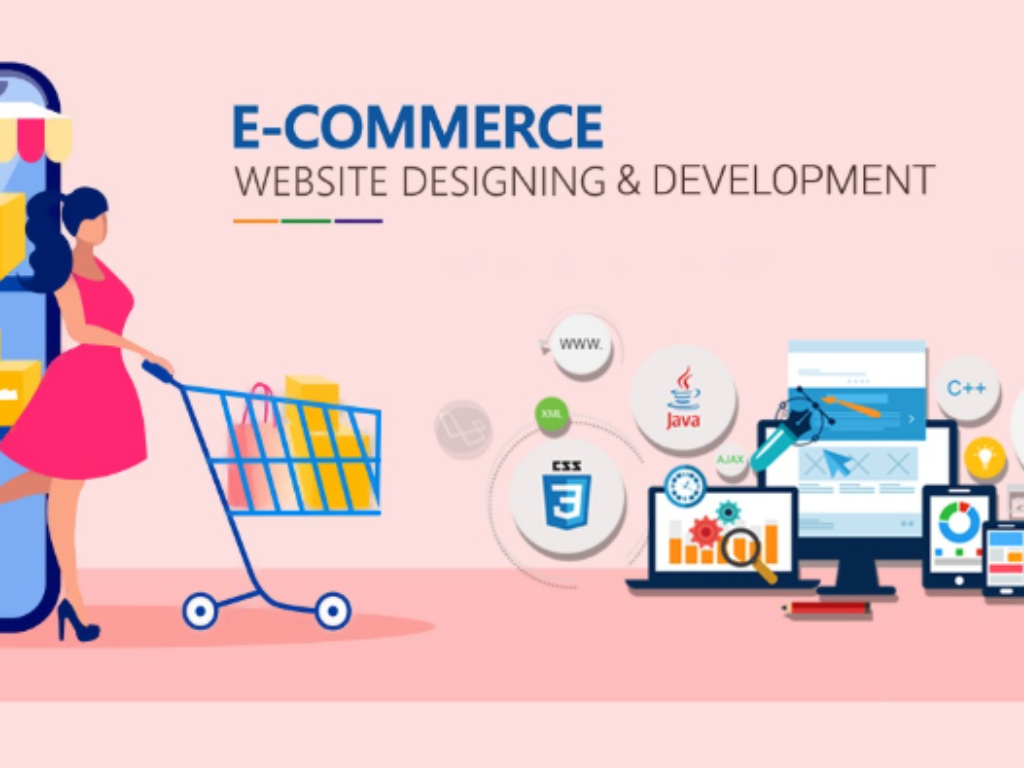 E-COMMERCE
WEBSITE DESIGNING & DEVELOPMENT
WWW.
Java
C++
XML
AJAX
CSS
3